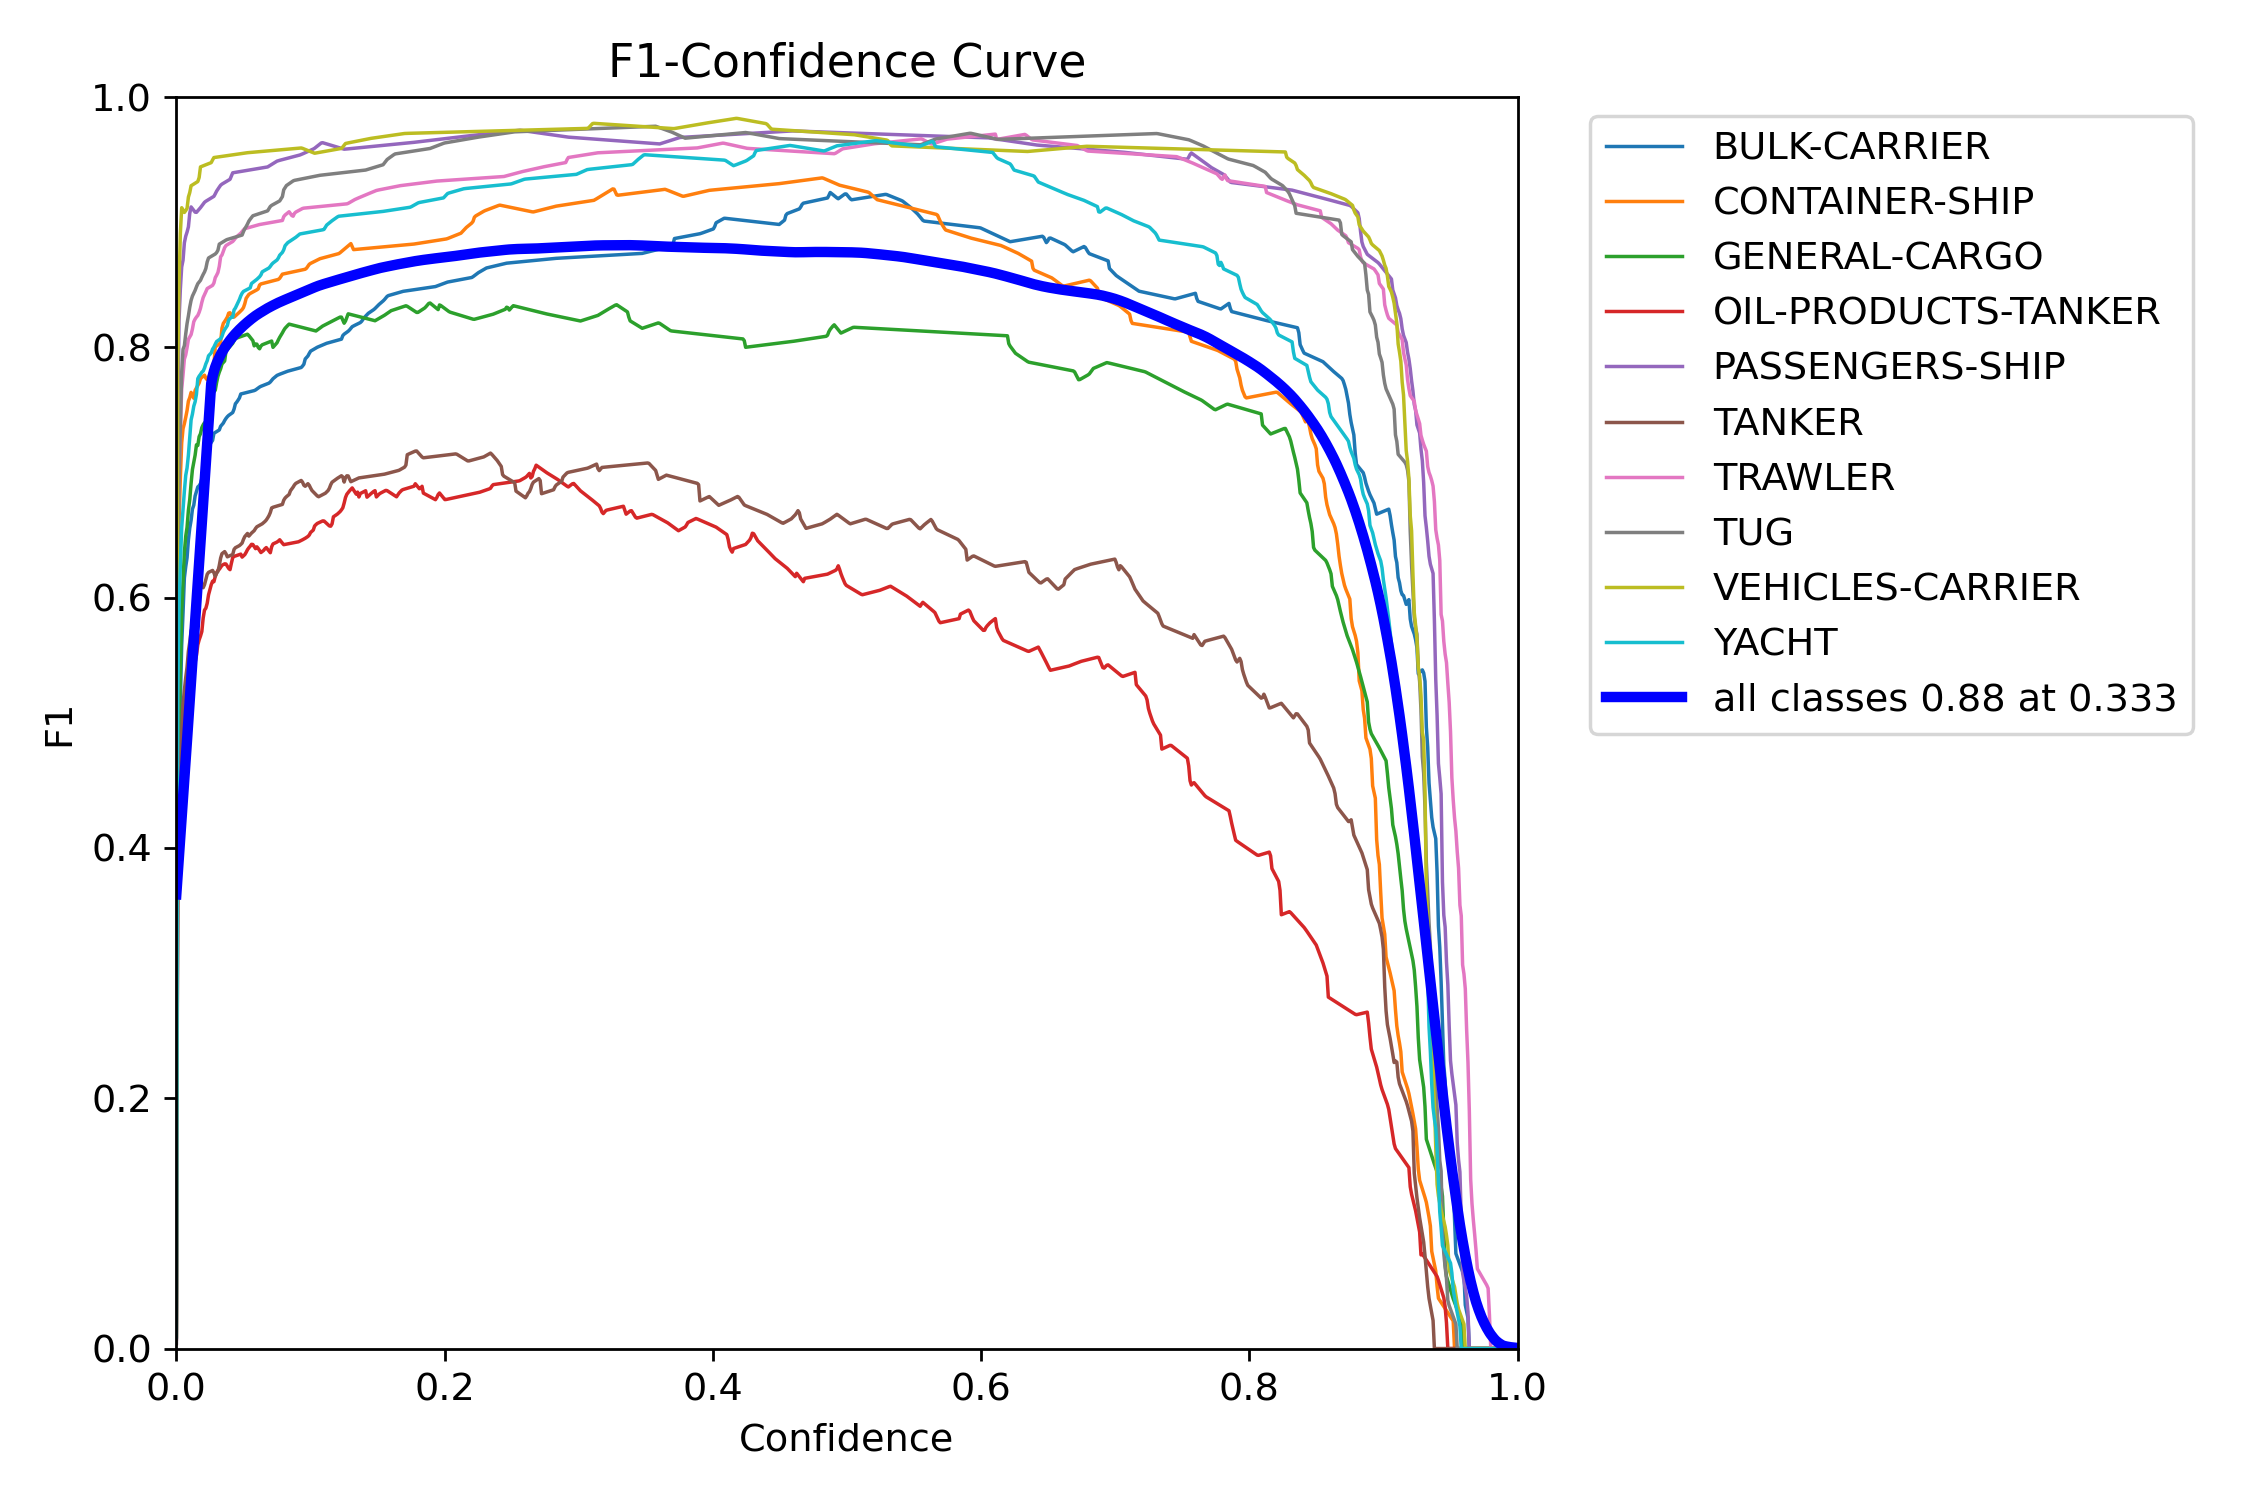 F1-Confidence Curve
1.0
0.8
0.6
0.4
0.2
0.0
F1
0.0 0.2 0.4 0.6 0.8 1.0
Confidence
BULK-CARRIER
CONTAINER-SHIP
GENERAL-CARGO
OIL-PRODUCTS-TANKER
PASSENGERS-SHIP
TANKER
TRAWLER
TUG
VEHICLES-CARRIER
YACHT
all classes 0.88 at 0.333